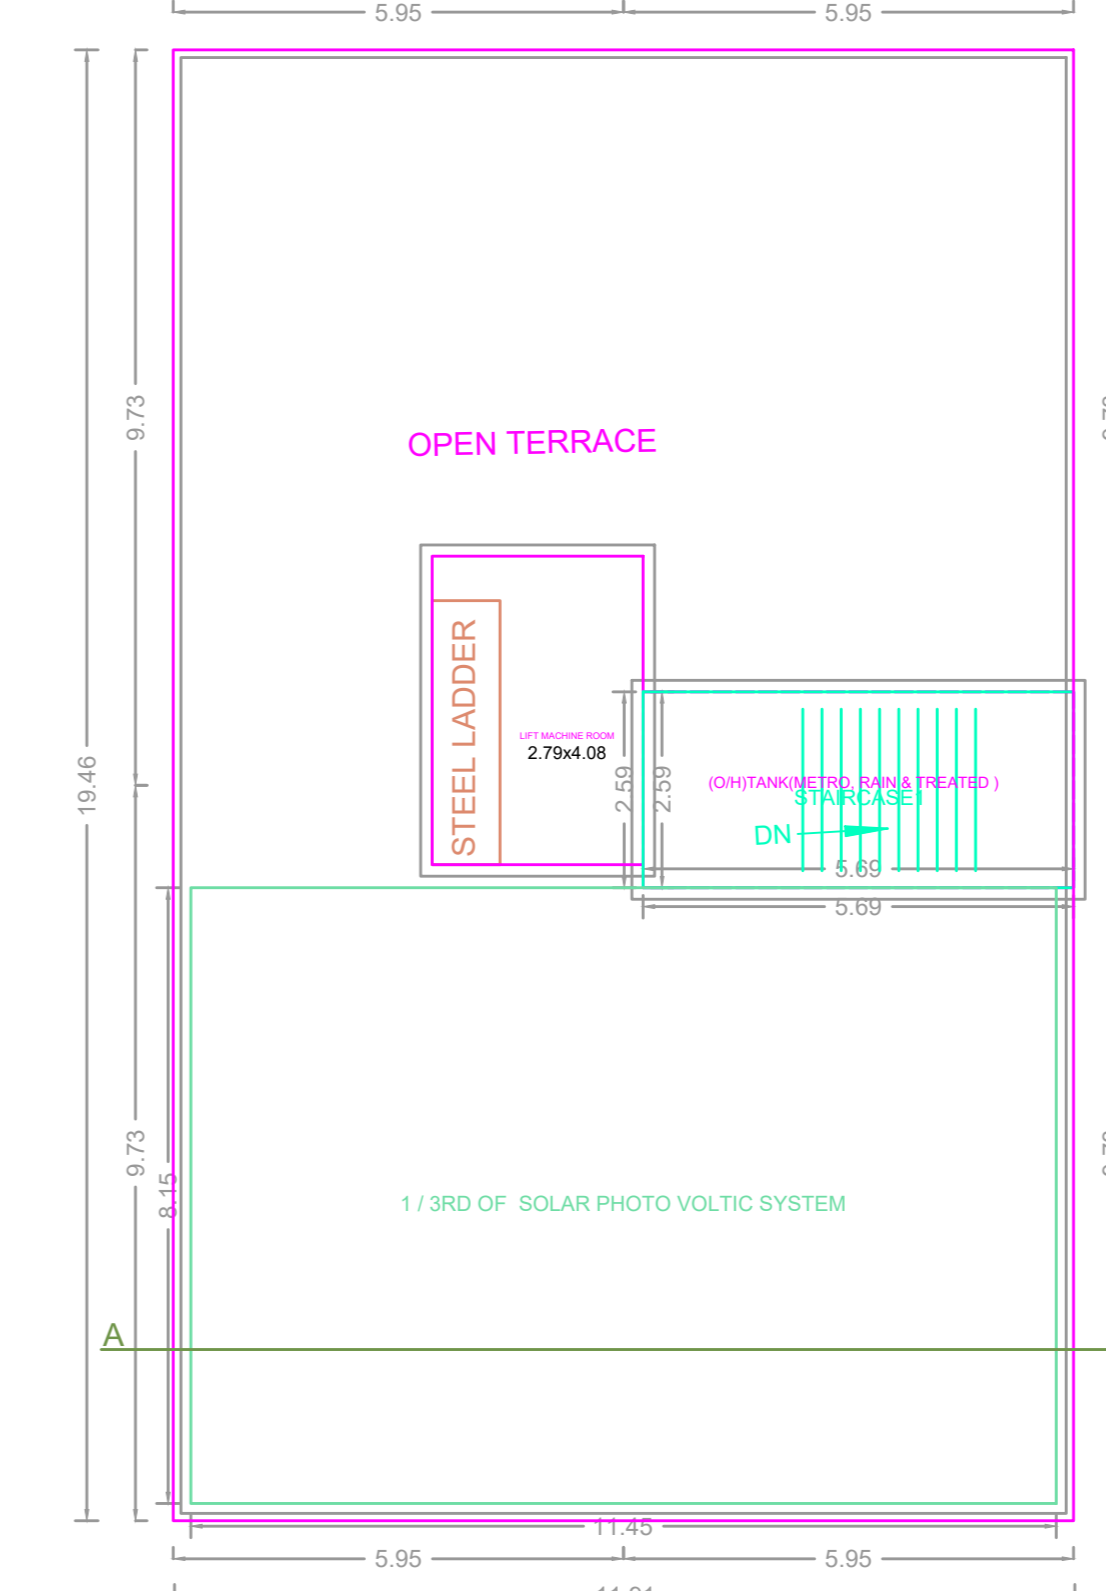 5.95
5.95
9.73
OPEN TERRACE
STEEL LADDER
LIFT MACHINE ROOM
2.79x4.08
19.46
2.59
2.59
(O/H)TANK(METRO, RAIN & TREATED )
STAIRCASE1
DN
5.69
5.69
9.73
8.15
1 / 3RD OF SOLAR PHOTO VOLTIC SYSTEM
A
11.45
5.95
5.95